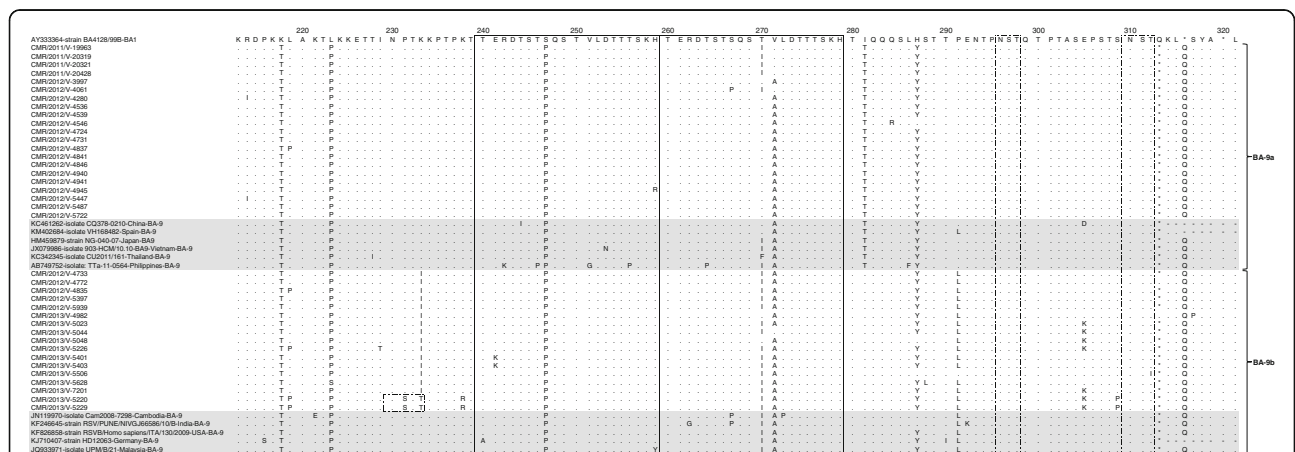 220 230 240 250 260 270 280 290 300 310 320
AY333364-strain BA4128/99B-BA1 K R D P K K L A K T L K K E T T I N P T K K P T P K T T E R D T S T S Q S T V L D T T T S K H T E R D T S T S Q S T V L D T T T S K H T I Q Q Q S L H S T T P E N T P N S T Q T P T A S E P S T S N S T Q K L * S Y A * L
CMR/2011/V-19963 T P P I T Y * Q
CMR/2011/V-20319 T P P I T Y * Q
CMR/2011/V-20321 T P P I T Y * Q
CMR/2011/V-20428 T P P I T Y * Q
CMR/2012/V-3997 T P P A T Y * Q
CMR/2012/V-4061 T P P P I T Y * Q
CMR/2012/V-4280 I T P P A T Y * Q
CMR/2012/V-4536 T P P A T Y * Q
CMR/2012/V-4539 T P P A T Y * Q
CMR/2012/V-4546 T P P A T R * Q
CMR/2012/V-4724 T P P A T Y * Q
CMR/2012/V-4731 T P P A T Y * Q
CMR/2012/V-4837 T P P P A T Y * Q
CMR/2012/V-4841 T P P A T Y * Q
CMR/2012/V-4846 T P P A T Y * Q
CMR/2012/V-4940 T P P A T Y * Q
CMR/2012/V-4941 T P P A T Y * Q
CMR/2012/V-4945 T P P R A T Y * Q
CMR/2012/V-5447 I T P P A T Y * Q
CMR/2012/V-5487 T P P A T Y * Q
CMR/2012/V-5722 T P P A T Y * Q
BA-9a
KC461262-isolate CQ378-0210-China-BA-9 T P I P A T Y D * - - - - - - -
KM402684-isolate VH168482-Spain-BA-9 T P P A T Y L - - - - - - -
HM459879-strain NG-040-07-Japan-BA9 T P P I A T Y * Q
JX079986-isolate 903-HCM/10.10-BA9-Vietnam-BA-9 T P P N I A T Y * Q
KC342345-isolate CU2011/161-Thailand-BA-9 T P I P F A T Y * Q
AB749752-isolate: TTa-11-0564-Philippines-BA-9 T P K P P G T T I A I F Y * Q
CMR/2012/V-4733 T P I P I A Y L * Q
CMR/2012/V-4772 T P I P I A Y L * Q
CMR/2012/V-4835 T P P I P I A Y L * Q
CMR/2012/V-5397 T P I P I A Y L * Q
CMR/2012/V-5939 T P I P I A Y L * Q
CMR/2012/V-4982 T P I P A Y L * Q P
CMR/2013/V-5023 T P I P I A Y L K * Q
CMR/2013/V-5044 T P I P I Y L K * Q
CMR/2013/V-5048 T P I P A Y L K * Q
CMR/2013/V-5226 T P P T I P I A Y L K * Q
CMR/2013/V-5401 T P I K P I A Y L * Q
CMR/2013/V-5403 T P I K P I A Y L * Q
CMR/2013/V-5506 T P I P I A Y L I * Q
CMR/2013/V-5628 T S I P I A Y L L * Q
CMR/2013/V-7201 T P I P I A Y L K * Q
CMR/2013/V-5220 T P P S T R P I A Y L K P * Q
CMR/2013/V-5229 T P P S T R P I A Y L K P * Q
BA-9b
JN119970-isolate Cam2008-7298-Cambodia-BA-9 T E P P P I A P Y L * Q
KF246645-strain RSV/PUNE/NIVGJ66586/10/B-India-BA-9 T P P G P I A Y L K * Q
KF826858-strain RSVB/Homo sapiens/ITA/130/2009-USA-BA-9 T P P I A Y L * Q
KJ710407-strain HD12063-Germany-BA-9 S T P A P I A Y I L * - - - - - - -
JQ933971-isolate UPM/B/21-Malaysia-BA-9 T P P Y I A Y L * Q